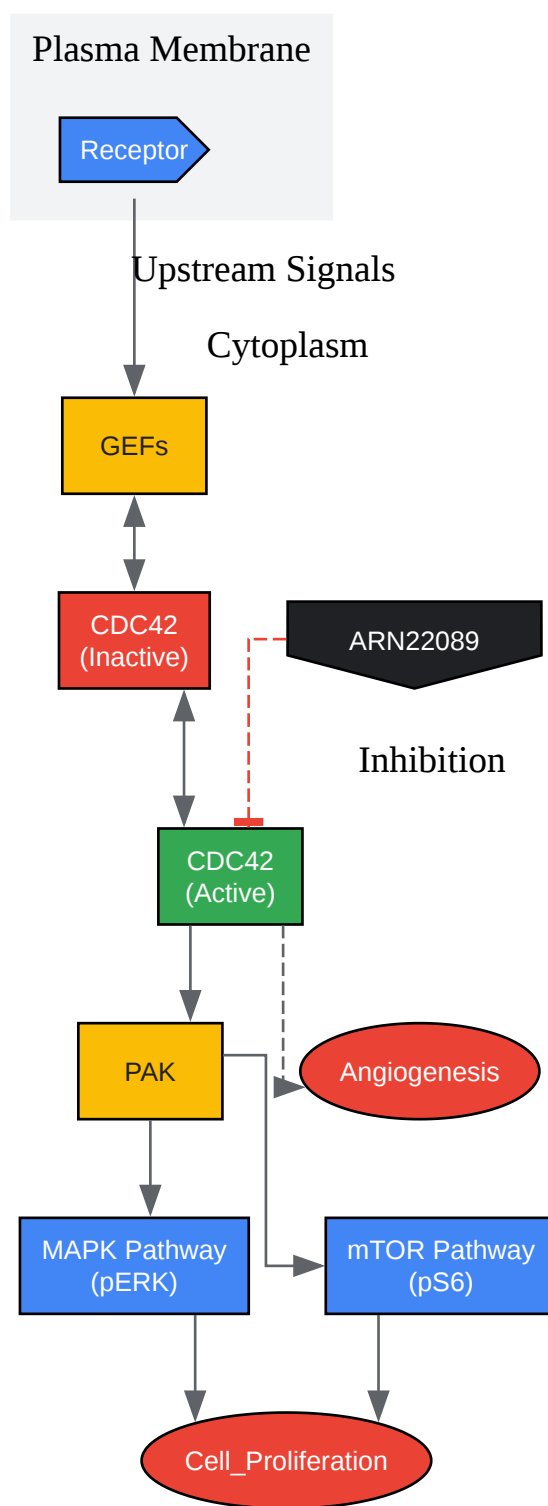 Plasma Membrane
Receptor
Upstream Signals
Cytoplasm
GEFs
CDC42
(Inactive)
ARN22089
Inhibition
CDC42
(Active)
PAK
Angiogenesis
MAPK Pathway
(pERK)
mTOR Pathway
(pS6)
Cell_Proliferation